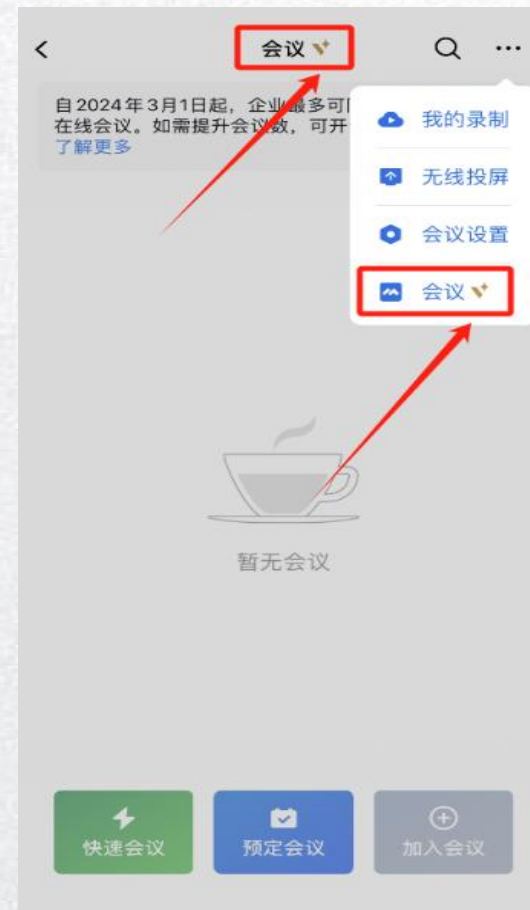 会议
自2024年3月1日起，企业最多可
在线会议。如需提升会议数，可开
了解更多
我的录制
无线投屏
会议设置
会议
暂无会议
快速会议
预定会议
加入会议